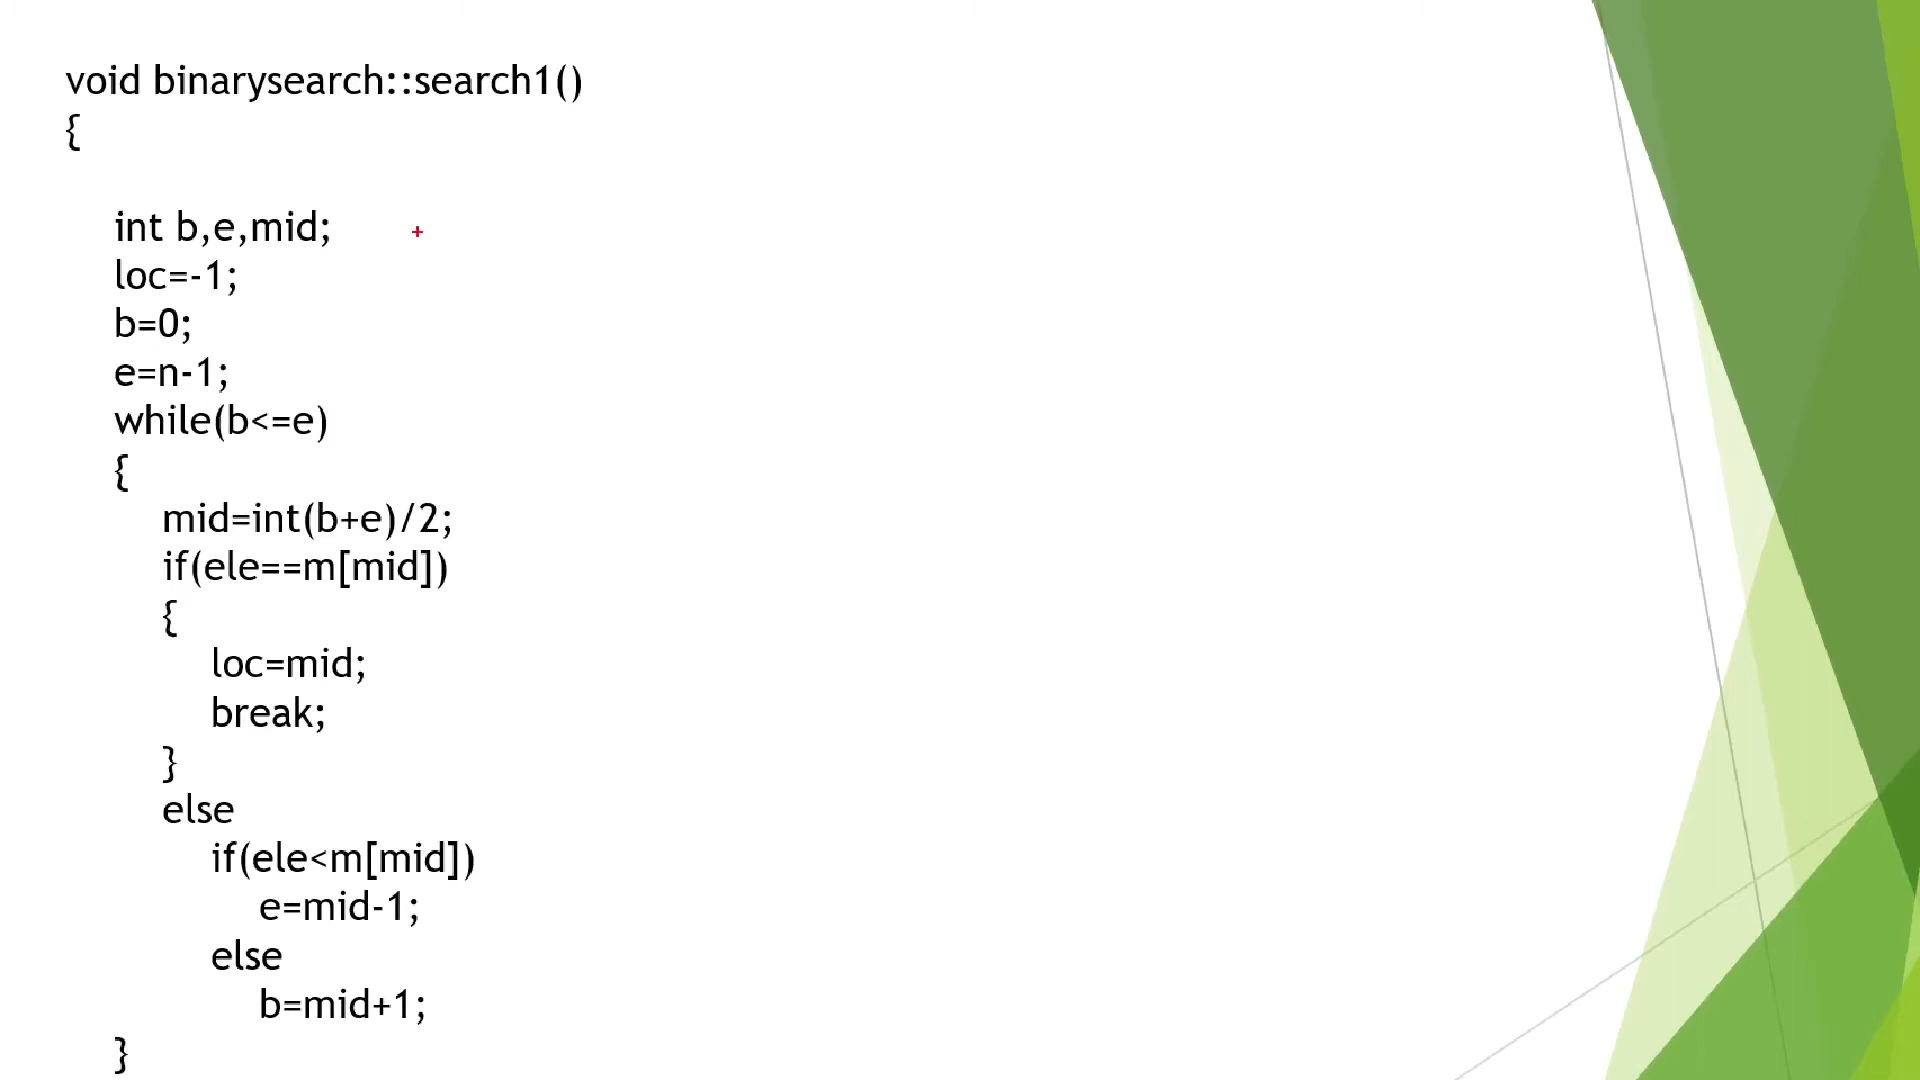 void binarysearch::search1()
{
int b,e,mid;
loc=-1;
b=0;
e=n-1;
while(b<=e)
{
mid=int(b+e)/2;
if(ele==m[mid])
{
loc=mid;
break;
}
else
if(ele<m[mid])
e=mid-1;
else
b=mid+1;
}